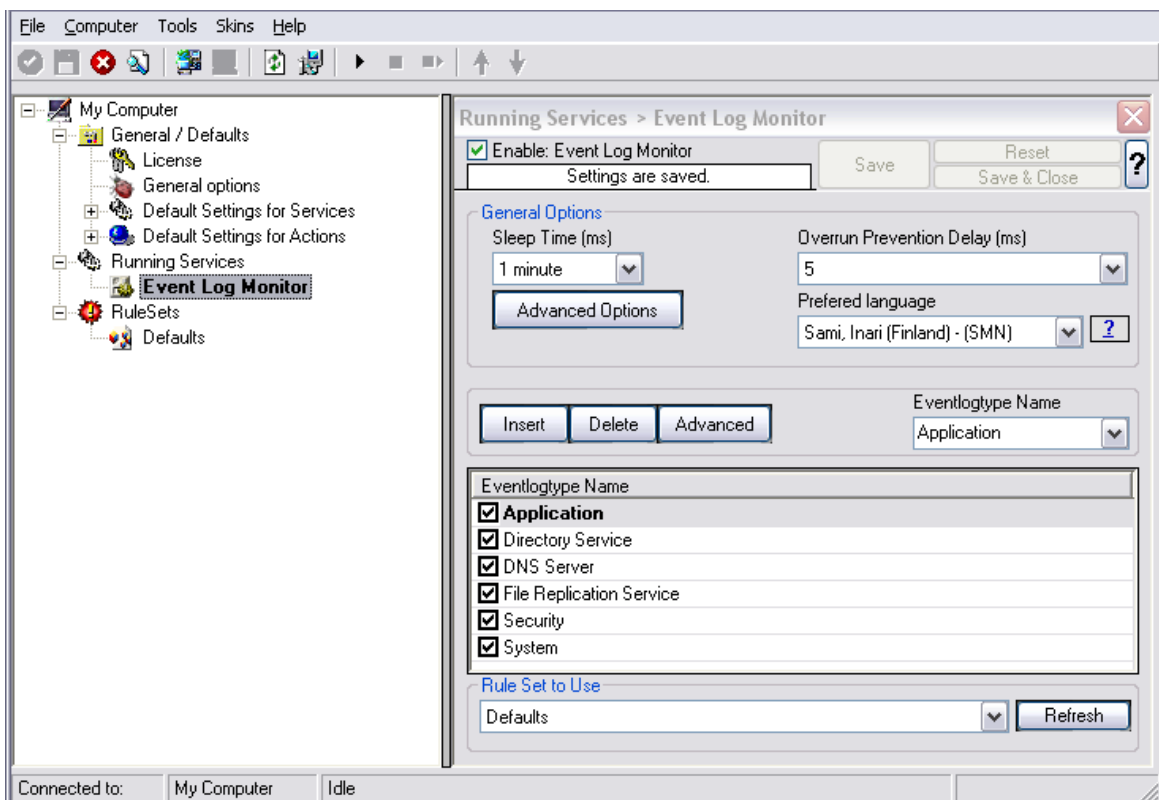 File Computer Tools Skins Help
My Computer
General / Defaults
License
General options
Default Settings for Services
Default Settings for Actions
Running Services
Event Log Monitor
RuleSets
Defaults
Running Services > Event Log Monitor
Enable: Event Log Monitor
Settings are saved.
Save
Reset
Save & Close
?
General Options
Sleep Time (ms)
1 minute
Advanced Options
Overrun Prevention Delay (ms)
5
Prefered language
Sami, Inari (Finland) - (SMN)
?
Insert Delete Advanced
Eventlogtype Name
Application
Eventlogtype Name
Application
Directory Service
DNS Server
File Replication Service
Security
System
Rule Set to Use
Defaults
Refresh
Connected to: My Computer Idle